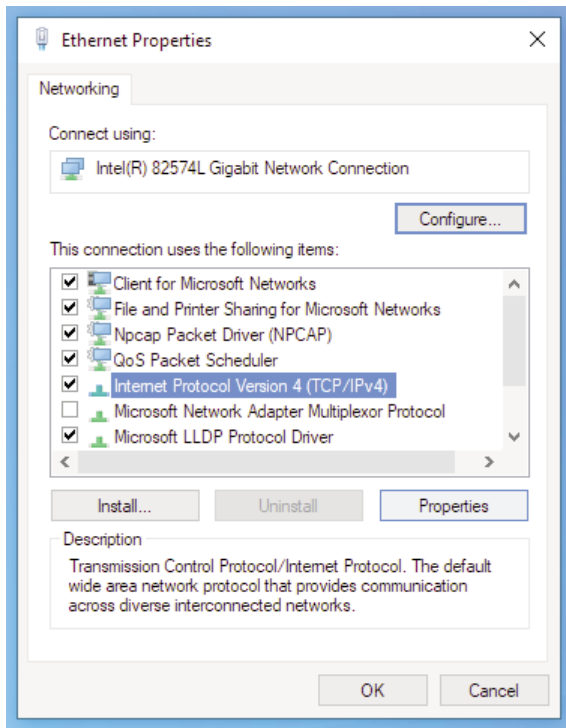 Ethernet Properties
Networking
Connect using:
Intel(R) 82574L Gigabit Network Connection
Configure...
This connection uses the following items:
Client for Microsoft Networks
File and Printer Sharing for Microsoft Networks
Npcap Packet Driver (NPCAP)
QoS Packet Scheduler
Internet Protocol Version 4 (TCP/IPv4)
Microsoft Network Adapter Multiplexor Protocol
Microsoft LLDP Protocol Driver
Install... Uninstall Properties
Description
Transmission Control Protocol/Internet Protocol. The default
wide area network protocol that provides communication
across diverse interconnected networks.
OK Cancel